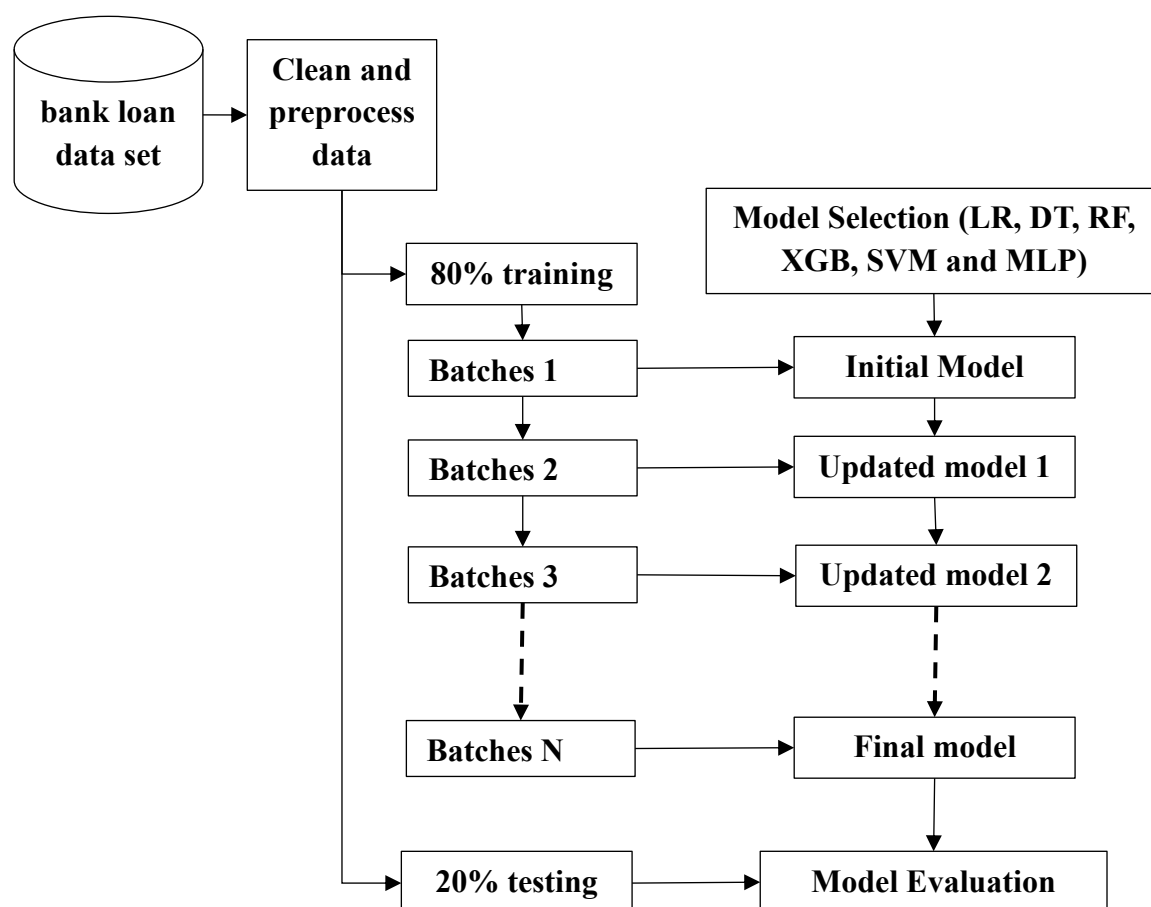 bank loan
data set
Clean and
preprocess
data
Model Selection (LR, DT, RF,
XGB, SVM and MLP)
80% training
Batches 1
Initial Model
Batches 2
Updated model 1
Batches 3
Updated model 2
Batches N
Final model
20% testing
Model Evaluation